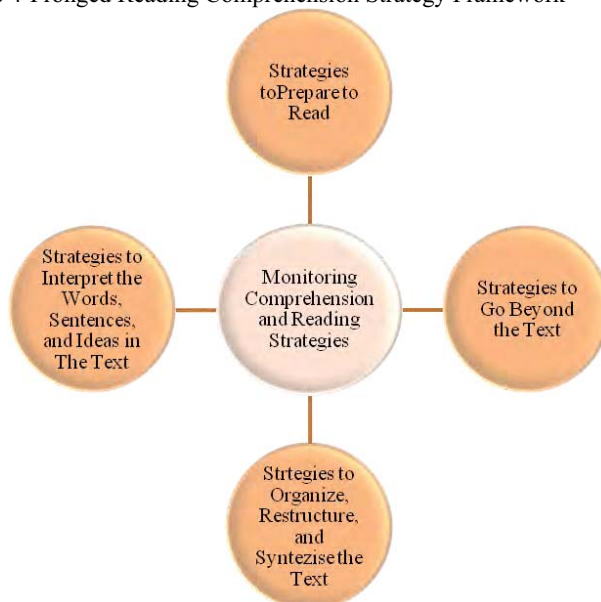 4-Pronged Reading Comprehension Strategy Framework
Strategies
toPrepare to
Read
Strategies to
Interpret the
Words,
Sentences,
and Ideas in
The Text
Monitoring
Comprehension
and Reading
Strategies
Strategies to
Go Beyond
the Text
Strtegies to
Organize,
Restructure,
and
Syntezise the
Text